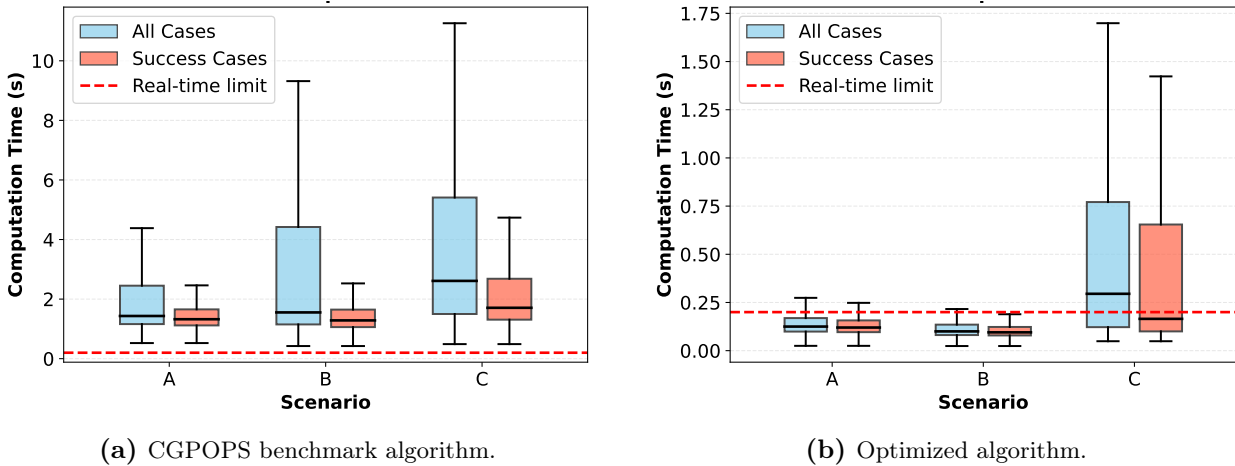 All Cases
Success Cases
Real-time limit
Computation Time (s)
10
8
6
4
2
0
A
B
C
Scenario
(a) CGPOPS benchmark algorithm.
All Cases
Success Cases
Real-time limit
Computation Time (s)
1.75
1.50
1.25
1.00
0.75
0.50
0.25
0.00
A
B
C
Scenario
(b) Optimized algorithm.